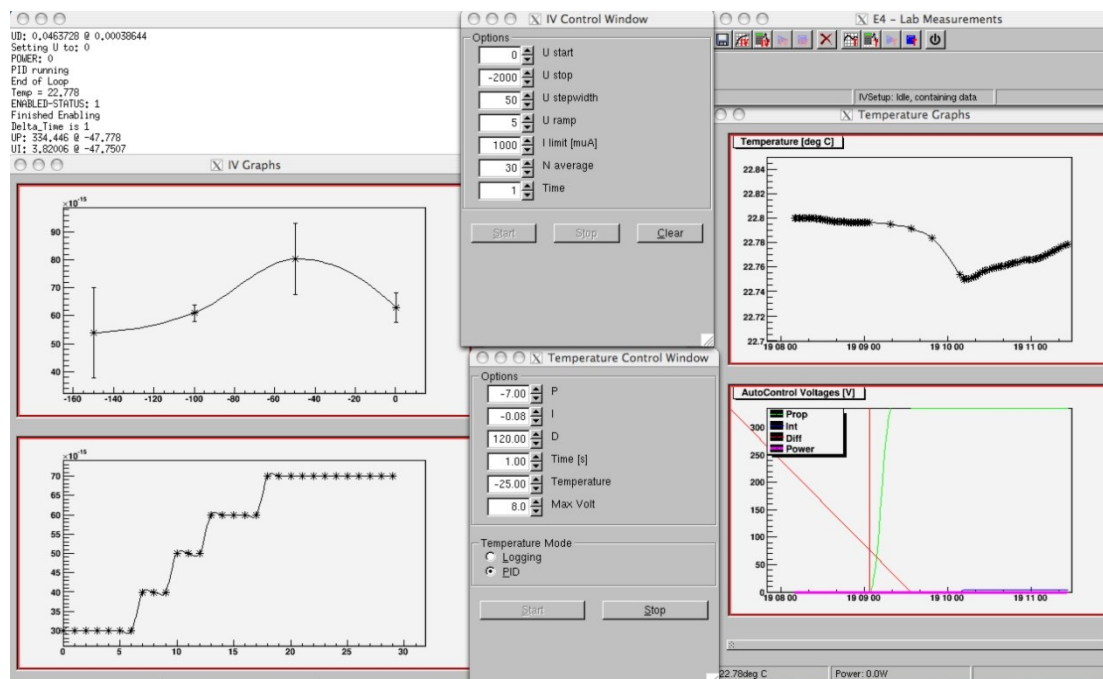 UD: 0.0463728 @ 0.00038644
Setting U to: 0
POWER: 0
PID running
End of Loop
Temp = 22.778
ENABLED-STATUS: 1
Finished Enabling
Delta_Time is 1
UP: 334.446 @ -47.778
UI: 3.82006 @ -47.7507
X IV Graphs
×10⁻¹⁵
90
80
70
60
50
40
-160 -140 -120 -100 -80 -60 -40 -20 0
×10⁻¹⁵
70
65
60
55
50
45
40
35
30
0 5 10 15 20 25 30
X IV Control Window
Options
0 U start
-2000 U stop
50 U stepwidth
5 U ramp
1000 I limit [muA]
30 N average
1 Time
Start Stop Clear
X Temperature Control Window
Options
-7.00 P
-0.08 I
120.00 D
1.00 Time [s]
-25.00 Temperature
8.0 Max Volt
Temperature Mode
Logging
PID
Start Stop
X E4 - Lab Measurements
IVSetup: Idle, containing data
X Temperature Graphs
Temperature [deg C]
22.84
22.82
22.8
22.78
22.76
22.74
22.72
22.7
19 08 00 19 09 00 19 10 00 19 11 00
AutoControl Voltages [V]
Prop
Int
Diff
Power
300
250
200
150
100
50
0
19 08 00 19 09 00 19 10 00 19 11 00
22.78deg C Power: 0.0W